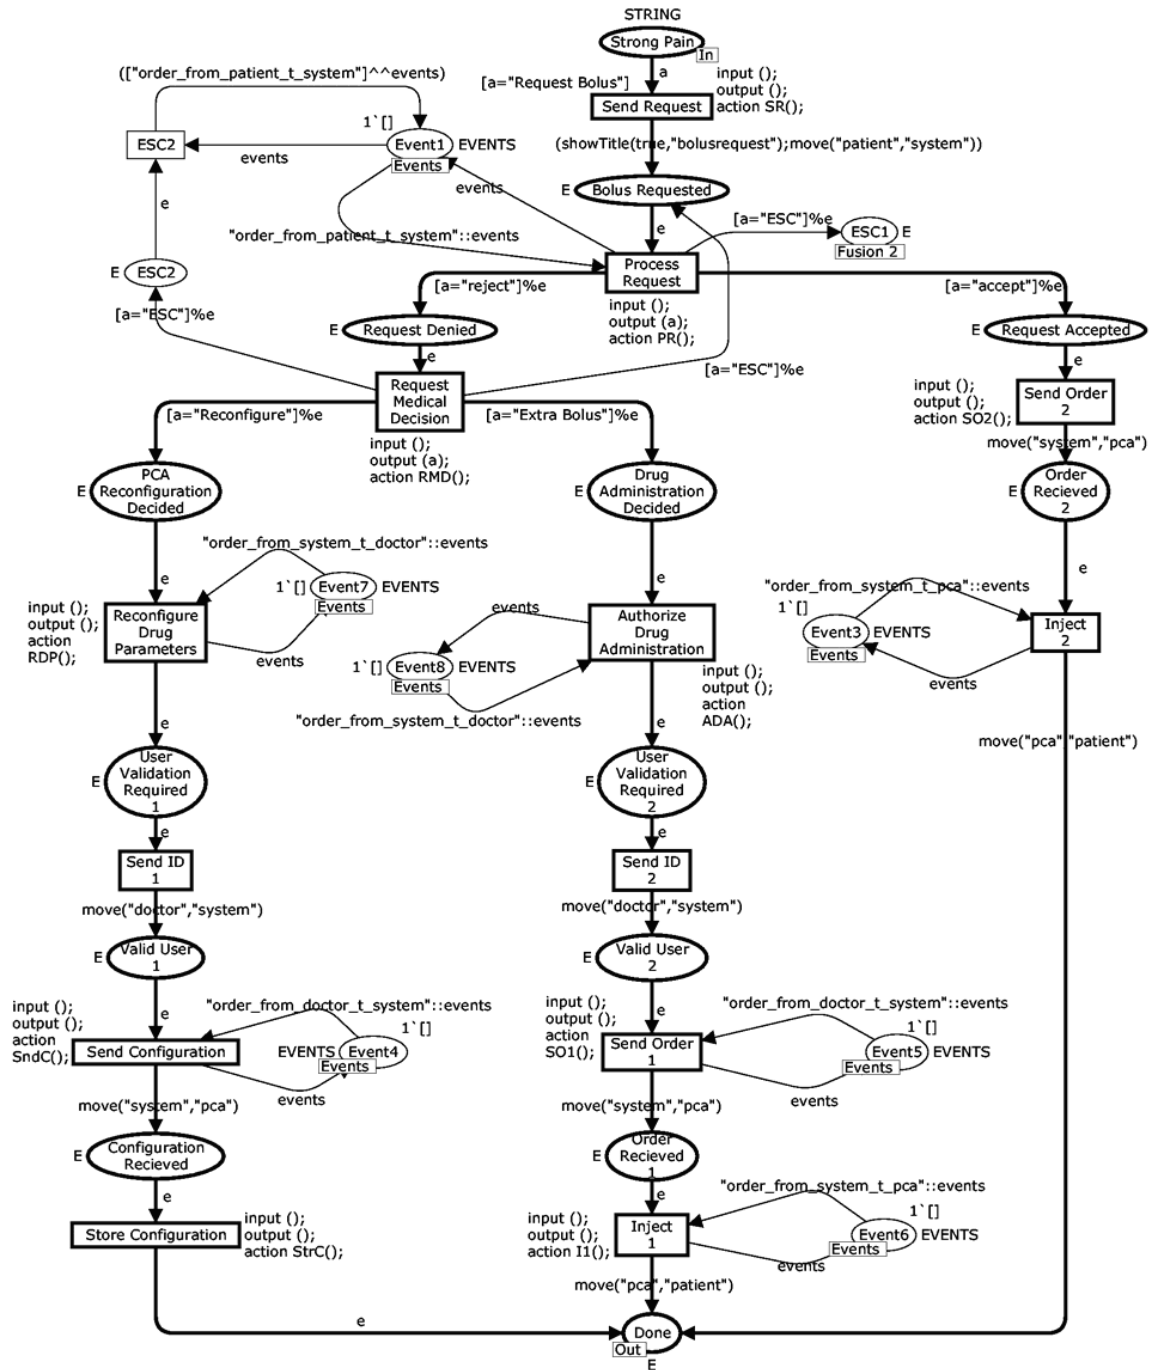 STRING
Strong Pain
In
a
[a="Request Bolus"]
input ();
output ();
action SR();
Send Request
(["order_from_patient_t_system"]^^events)
1`[]
ESC2
Event1
EVENTS
Events
events
(showTitle(true,"bolusrequest");move("patient","system"))
events
E
Bolus Requested
e
e
[a="ESC"]%e
ESC1
E
Fusion 2
"order_from_patient_t_system"::events
E
ESC2
Process
Request
[a="reject"]%e
[a="accept"]%e
[a="ESC"]%e
input ();
output (a);
action PR();
E
Request Denied
E
Request Accepted
e
[a="ESC"]%e
e
Request
Medical
Decision
input ();
output ();
action SO2();
Send Order
2
[a="Reconfigure"]%e
[a="Extra Bolus"]%e
input ();
output (a);
action RMD();
move("system","pca")
E
PCA
Reconfiguration
Decided
E
Drug
Administration
Decided
E
Order
Recieved
2
"order_from_system_t_doctor"::events
e
e
e
1`[]
Event7
EVENTS
Events
"order_from_system_t_pca"::events
1`[]
input ();
output ();
action
RDP();
Reconfigure
Drug
Parameters
events
events
Authorize
Drug
Administration
Event3
EVENTS
Events
Inject
2
1`[]
Event8
EVENTS
Events
input ();
output ();
action
ADA();
events
"order_from_system_t_doctor"::events
e
e
move("pca","patient")
E
User
Validation
Required
1
E
User
Validation
Required
2
e
e
Send ID
1
Send ID
2
move("doctor","system")
move("doctor","system")
E
Valid User
1
E
Valid User
2
input ();
output ();
action
SndC();
e
"order_from_doctor_t_system"::events
1`[]
input ();
output ();
action
SO1();
e
"order_from_doctor_t_system"::events
1`[]
Send Configuration
EVENTS
Event4
Events
Send Order
1
Event5
EVENTS
Events
events
events
move("system","pca")
move("system","pca")
E
Configuration
Recieved
E
Order
Recieved
1
e
e
"order_from_system_t_pca"::events
1`[]
Store Configuration
input ();
output ();
action StrC();
input ();
output ();
action I1();
Inject
1
Event6
EVENTS
Events
events
move("pca","patient")
e
Done
Out
E